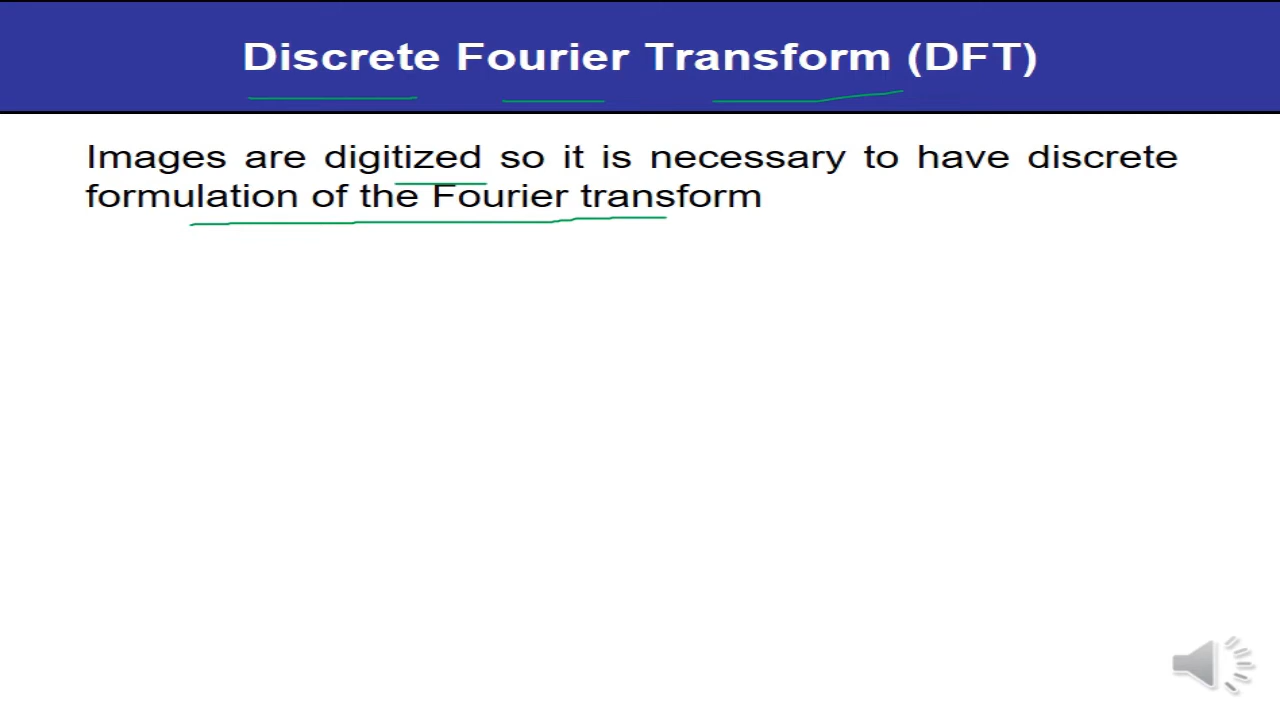 Discrete Fourier Transform (DFT)
Images are digitized so it is necessary to have discrete
formulation of the Fourier transform